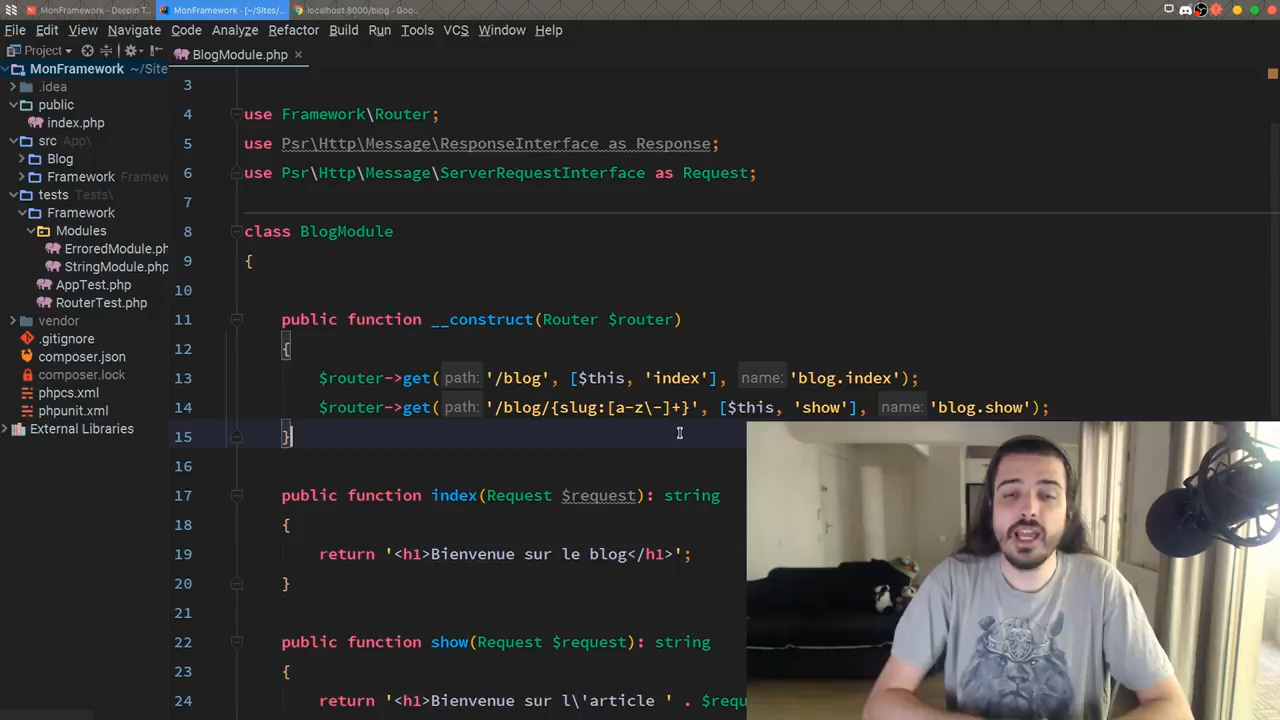 MonFramework - Deepin T...
MonFramework - [~/Sites/...
localhost:8000/blog - Goo...
File Edit View Navigate Code Analyze Refactor Build Run Tools VCS Window Help
Project
BlogModule.php
MonFramework ~/Site
.idea
public
index.php
src App\
Blog
Framework Framew
tests Tests\
Framework
Modules
ErroredModule.ph
StringModule.php
AppTest.php
RouterTest.php
vendor
.gitignore
composer.json
composer.lock
phpcs.xml
phpunit.xml
External Libraries
3
4 use Framework\Router;
5 use Psr\Http\Message\ResponseInterface as Response;
6 use Psr\Http\Message\ServerRequestInterface as Request;
7
8 class BlogModule
9 {
10
11 public function __construct(Router $router)
12 {
13 $router->get( path: '/blog', [$this, 'index'], name: 'blog.index');
14 $router->get( path: '/blog/{slug:[a-z\-]+}', [$this, 'show'], name: 'blog.show');
15 }
16
17 public function index(Request $request): string
18 {
19 return '<h1>Bienvenue sur le blog</h1>';
20 }
21
22 public function show(Request $request): string
23 {
24 return '<h1>Bienvenue sur l\'article ' . $requ